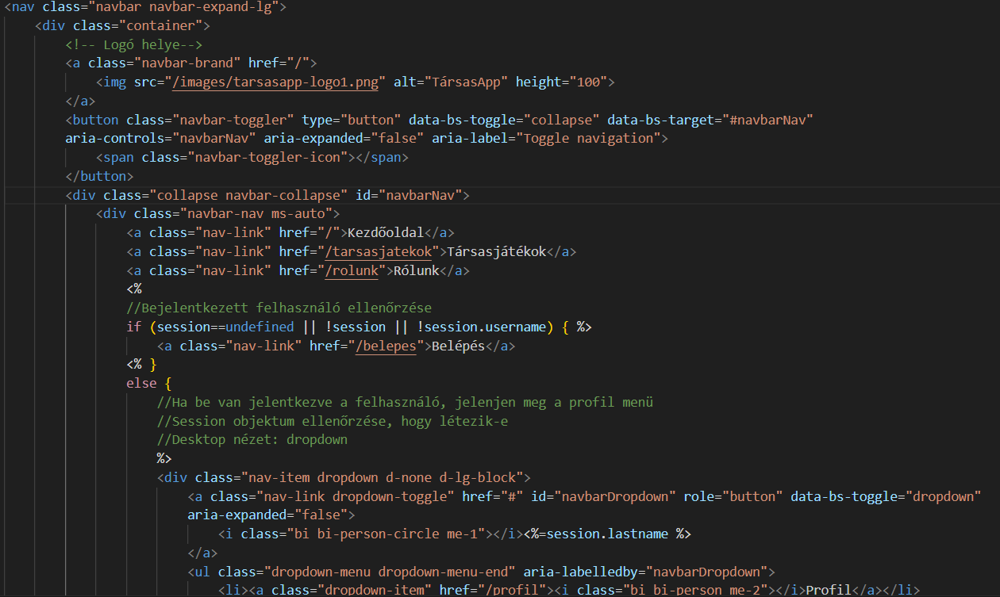 <nav class="navbar navbar-expand-lg">
<div class="container">
<!-- Logó helye-->
<a class="navbar-brand" href="/">
<img src="/images/tarsasapp-logo1.png" alt="TársasApp" height="100">
</a>
<button class="navbar-toggler" type="button" data-bs-toggle="collapse" data-bs-target="#navbarNav"
aria-controls="navbarNav" aria-expanded="false" aria-label="Toggle navigation">
<span class="navbar-toggler-icon"></span>
</button>
<div class="collapse navbar-collapse" id="navbarNav">
<div class="navbar-nav ms-auto">
<a class="nav-link" href="/">Kezdőoldal</a>
<a class="nav-link" href="/tarsasjatekok">Társasjátékok</a>
<a class="nav-link" href="/rolunk">Rólunk</a>
<%
//Bejelentkezett felhasználó ellenőrzése
if (session==undefined || !session || !session.username) { %>
<a class="nav-link" href="/belepes">Belépés</a>
<% }
else {
//Ha be van jelentkezve a felhasználó, jelenjen meg a profil menü
//Session objektum ellenőrzése, hogy létezik-e
//Desktop nézet: dropdown
%>
<div class="nav-item dropdown d-none d-lg-block">
<a class="nav-link dropdown-toggle" href="#" id="navbarDropdown" role="button" data-bs-toggle="dropdown"
aria-expanded="false">
<i class="bi bi-person-circle me-1"></i><%=session.lastname %>
</a>
<ul class="dropdown-menu dropdown-menu-end" aria-labelledby="navbarDropdown">
<li><a class="dropdown-item" href="/profil"><i class="bi bi-person me-2"></i>Profil</a></li>